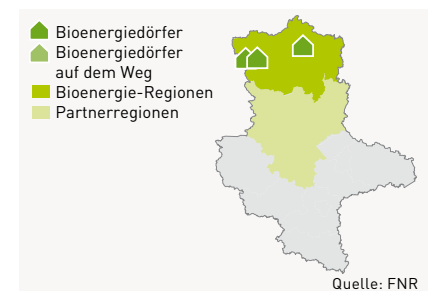 Bioenergiedörfer
Bioenergiedörfer
auf dem Weg
Bioenergie-Regionen
Partnerregionen
Quelle: FNR